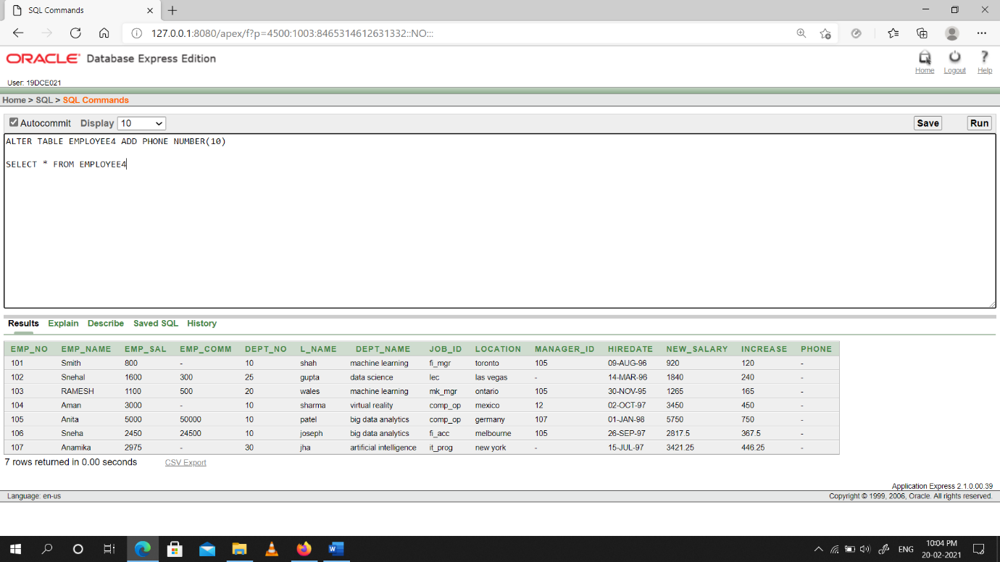 SQL Commands
127.0.0.1:8080/apex/f?p=4500:1003:8465314612631332::NO:::
ORACLE Database Express Edition
Home Logout Help
User: 19DCE021
Home > SQL > SQL Commands
Autocommit Display 10 Save Run
ALTER TABLE EMPLOYEE4 ADD PHONE NUMBER(10)
SELECT * FROM EMPLOYEE4
Results Explain Describe Saved SQL History
EMP_NO EMP_NAME EMP_SAL EMP_COMM DEPT_NO L_NAME DEPT_NAME JOB_ID LOCATION MANAGER_ID HIREDATE NEW_SALARY INCREASE PHONE
101 Smith 800 - 10 shah machine learning fi_mgr toronto 105 09-AUG-96 920 120 -
102 Snehal 1600 300 25 gupta data science lec las vegas - 14-MAR-96 1840 240 -
103 RAMESH 1100 500 20 wales machine learning mk_mgr ontario 105 30-NOV-95 1265 165 -
104 Aman 3000 - 10 sharma virtual reality comp_op mexico 12 02-OCT-97 3450 450 -
105 Anita 5000 50000 10 patel big data analytics comp_op germany 107 01-JAN-98 5750 750 -
106 Sneha 2450 24500 10 joseph big data analytics fi_acc melbourne 105 26-SEP-97 2817.5 367.5 -
107 Anamika 2975 - 30 jha artificial intelligence it_prog new york - 15-JUL-97 3421.25 446.25 -
7 rows returned in 0.00 seconds CSV Export
Application Express 2.1.0.00.39
Language: en-us Copyright © 1999, 2006, Oracle. All rights reserved.
ENG 10:04 PM
20-02-2021